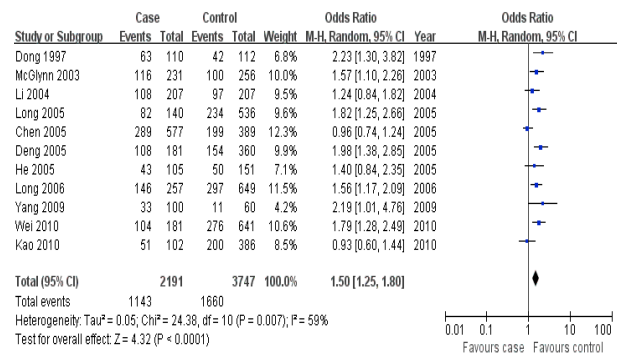 Case Control Odds Ratio Odds Ratio
Study or Subgroup Events Total Events Total Weight M-H, Random, 95% CI Year M-H, Random, 95% CI
Dong 1997 63 110 42 112 6.8% 2.23 [1.30, 3.82] 1997
McGlynn 2003 116 231 100 256 10.0% 1.57 [1.10, 2.26] 2003
Li 2004 108 207 97 207 9.4% 1.24 [0.84, 1.82] 2004
Long 2005 82 140 234 536 9.8% 1.82 [1.25, 2.66] 2005
Chen 2005 289 577 199 389 12.3% 0.96 [0.74, 1.24] 2005
Deng 2005 108 181 154 360 9.9% 1.98 [1.38, 2.85] 2005
He 2005 43 105 50 151 7.1% 1.40 [0.84, 2.35] 2005
Long 2006 146 257 297 649 11.6% 1.56 [1.17, 2.09] 2006
Yang 2009 33 100 11 60 4.2% 2.19 [1.01, 4.76] 2009
Wei 2010 104 181 276 641 10.5% 1.79 [1.28, 2.49] 2010
Kao 2010 51 102 200 386 8.4% 0.93 [0.60, 1.44] 2010
Total (95% CI) 2191 3747 100.0% 1.50 [1.25, 1.80]
Total events 1143 1660
Heterogeneity: Tau² = 0.05; Chi² = 24.38, df = 10 (P = 0.007); I² = 59%
Test for overall effect: Z = 4.32 (P < 0.0001)
0.01 0.1 1 10 100
Favours case Favours control